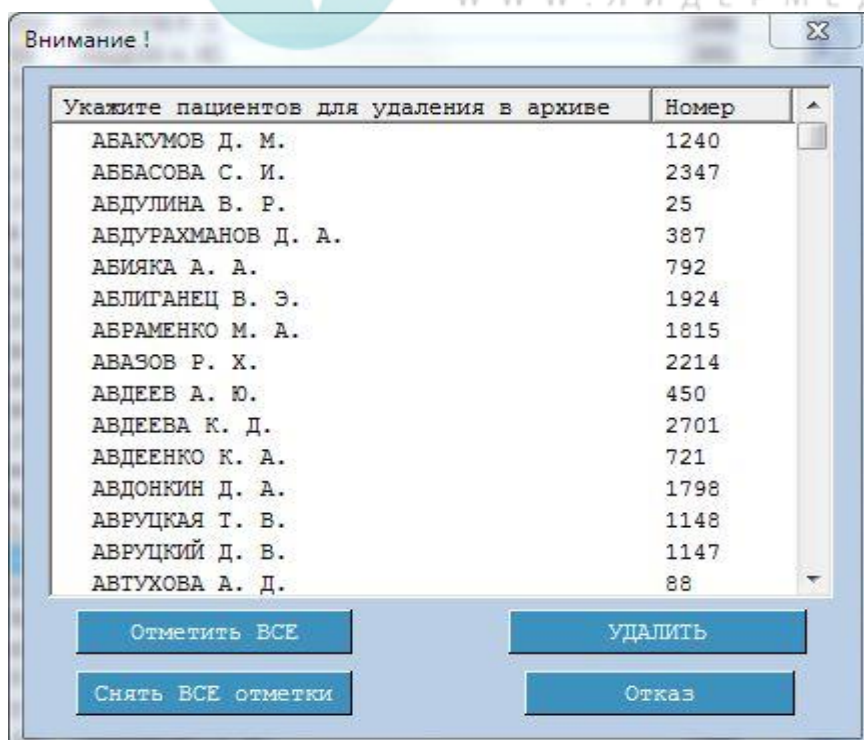 WWW.ЛИДЕРМЕД
Внимание !
Укажите пациентов для удаления в архиве Номер
АБАКУМОВ Д. М. 1240
АББАСОВА С. И. 2347
АБДУЛИНА В. Р. 25
АБДУРАХМАНОВ Д. А. 387
АБИЯКА А. А. 792
АБЛИГАНЕЦ В. Э. 1924
АБРАМЕНКО М. А. 1815
АВАЗОВ Р. Х. 2214
АВДЕЕВ А. Ю. 450
АВДЕЕВА К. Д. 2701
АВДЕЕНКО К. А. 721
АВДОНКИН Д. А. 1798
АВРУЦКАЯ Т. В. 1148
АВРУЦКИЙ Д. В. 1147
АВТУХОВА А. Д. 88
Отметить ВСЕ УДАЛИТЬ
Снять ВСЕ отметки Отказ